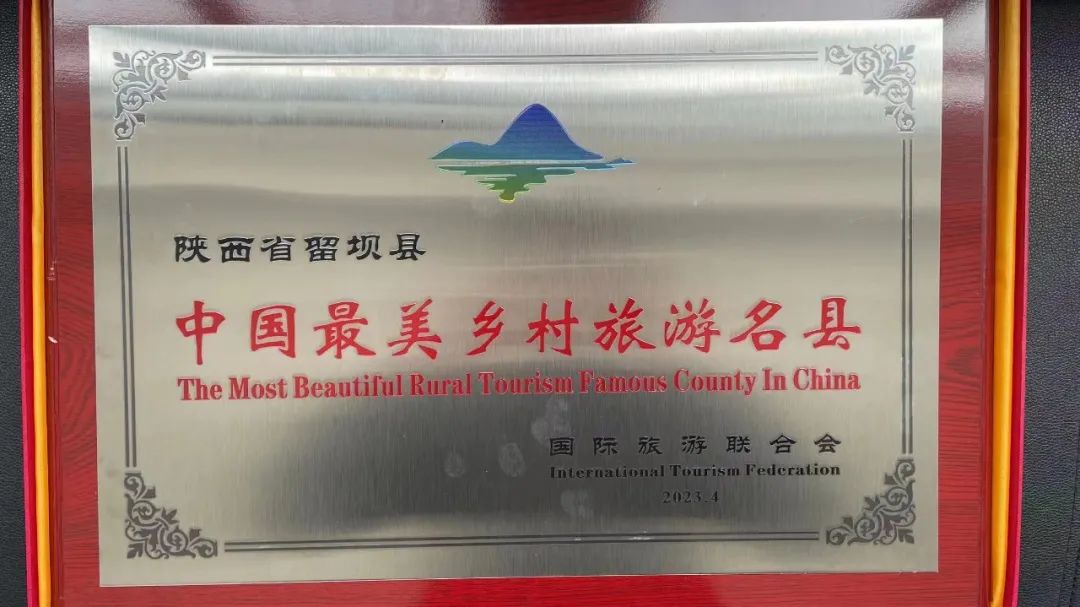 陕西省留坝县
中国最美乡村旅游名县
The Most Beautiful Rural Tourism Famous County In China
国际旅游联合会
International Tourism Federation
2023.4